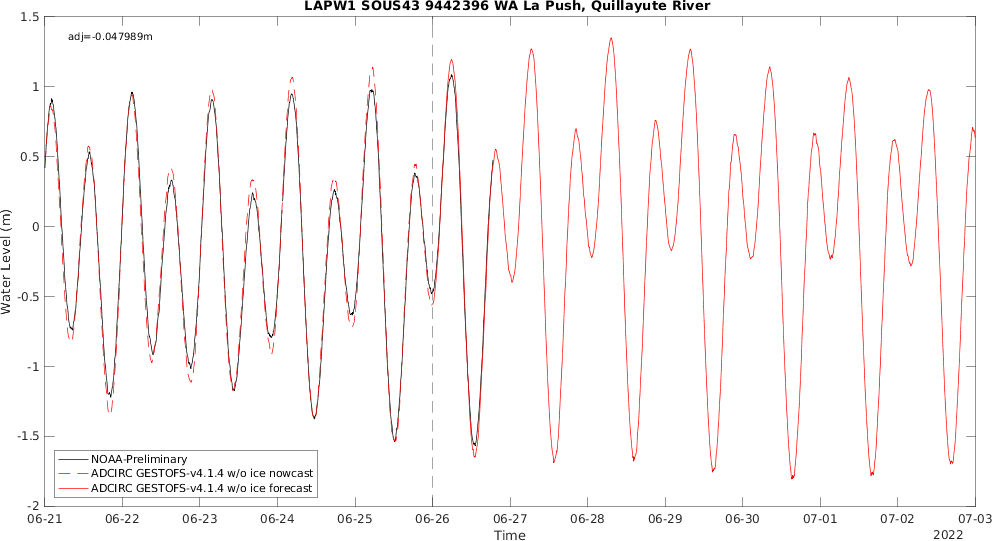 LAPW1 SOUS43 9442396 WA La Push, Quillayute River
adj=-0.047989m
1.5
1
0.5
0
-0.5
-1
-1.5
-2
Water Level (m)
NOAA-Preliminary
ADCIRC GESTOFS-v4.1.4 w/o ice nowcast
ADCIRC GESTOFS-v4.1.4 w/o ice forecast
06-21 06-22 06-23 06-24 06-25 06-26 06-27 06-28 06-29 06-30 07-01 07-02 07-03
Time
2022